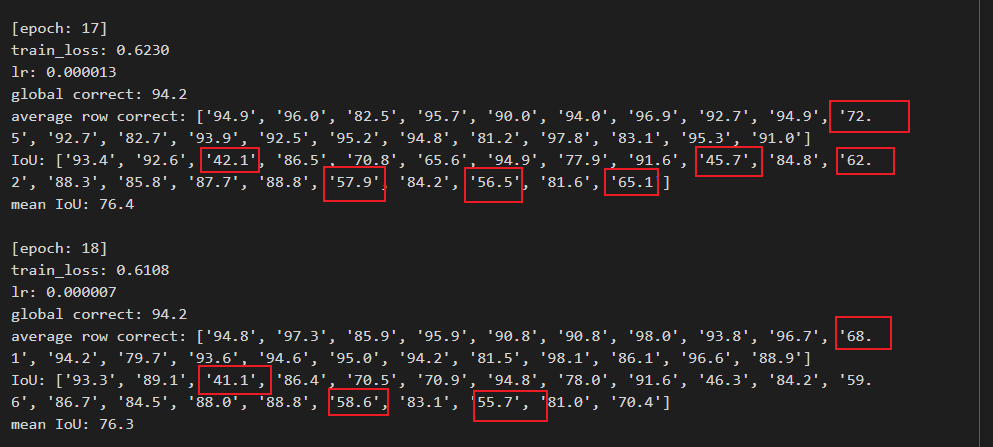 [epoch: 17]
train_loss: 0.6230
lr: 0.000013
global correct: 94.2
average row correct: ['94.9', '96.0', '82.5', '95.7', '90.0', '94.0', '96.9', '92.7', '94.9', '72.
5', '92.7', '82.7', '93.9', '92.5', '95.2', '94.8', '81.2', '97.8', '83.1', '95.3', '91.0']
IoU: ['93.4', '92.6', '42.1', '86.5', '70.8', '65.6', '94.9', '77.9', '91.6', '45.7', '84.8', '62.
2', '88.3', '85.8', '87.7', '88.8', '57.9', '84.2', '56.5', '81.6', '65.1']
mean IoU: 76.4
[epoch: 18]
train_loss: 0.6108
lr: 0.000007
global correct: 94.2
average row correct: ['94.8', '97.3', '85.9', '95.9', '90.8', '90.8', '98.0', '93.8', '96.7', '68.
1', '94.2', '79.7', '93.6', '94.6', '95.0', '94.2', '81.5', '98.1', '86.1', '96.6', '88.9']
IoU: ['93.3', '89.1', '41.1', '86.4', '70.5', '70.9', '94.8', '78.0', '91.6', '46.3', '84.2', '59.
6', '86.7', '84.5', '88.0', '88.8', '58.6', '83.1', '55.7', '81.0', '70.4']
mean IoU: 76.3